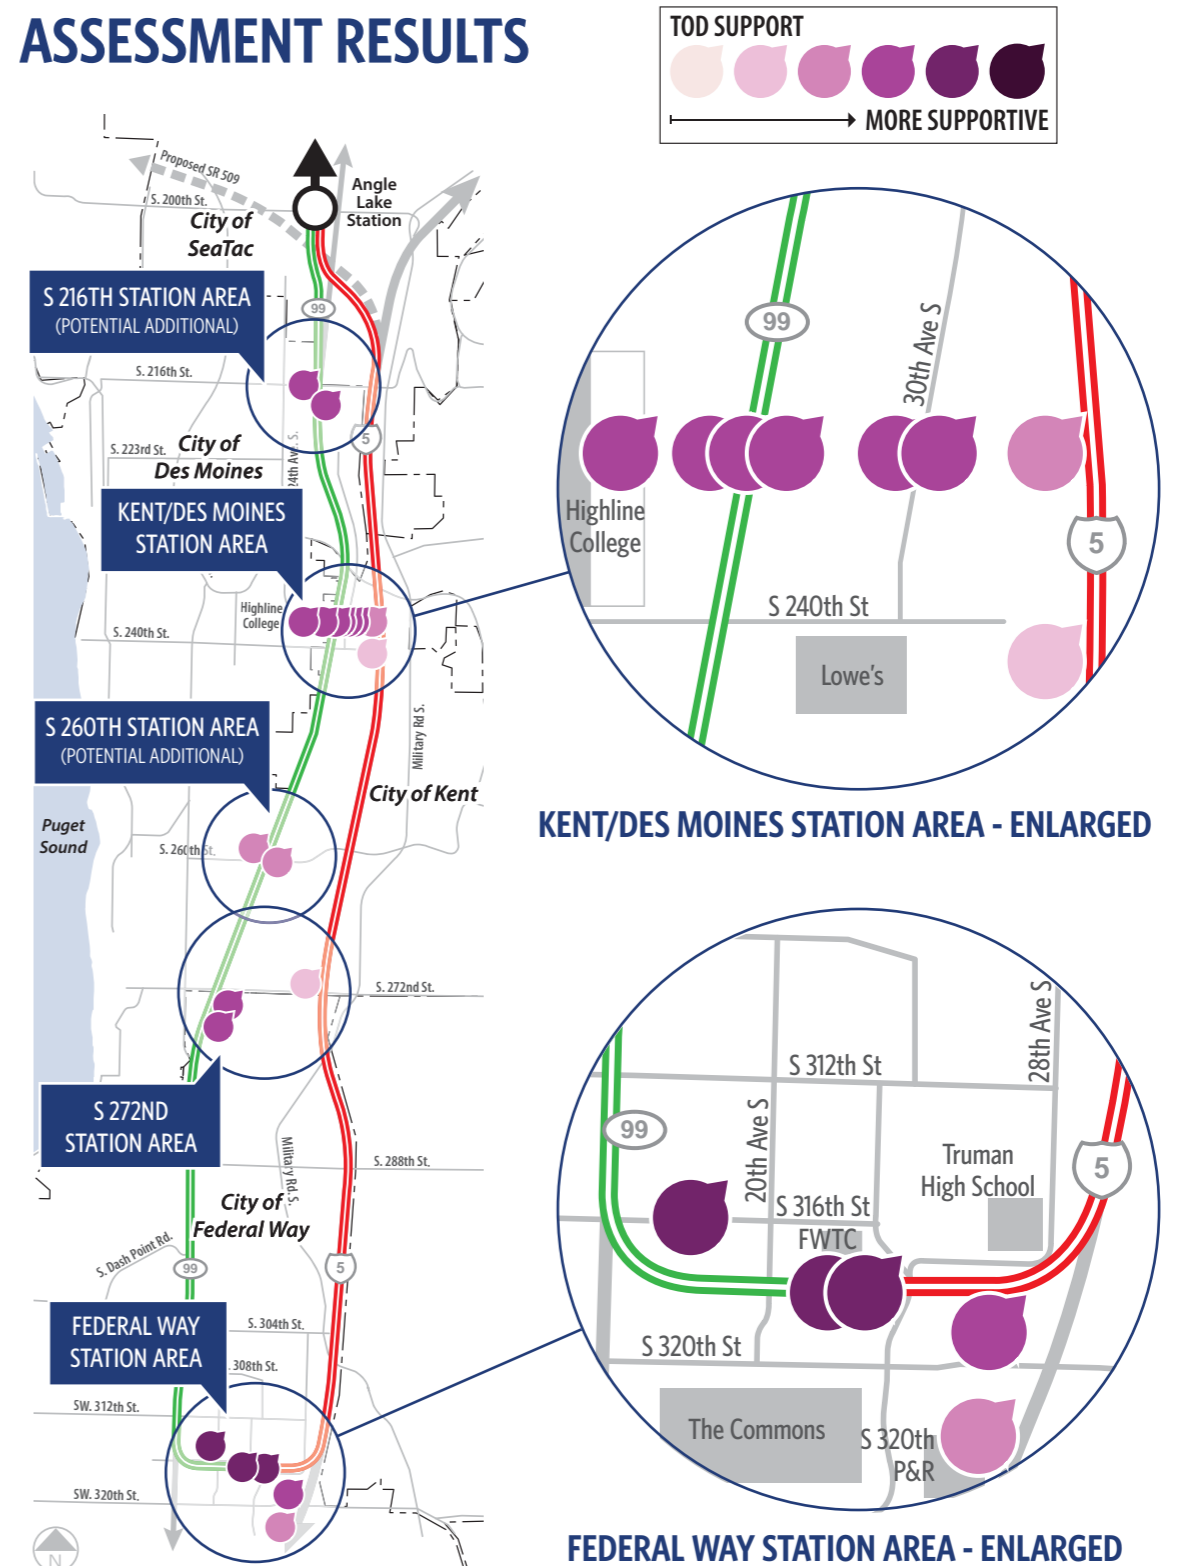 ASSESSMENT RESULTS
TOD SUPPORT
MORE SUPPORTIVE
Proposed SR 509
S. 200th St.
Angle
Lake
Station
City of
SeaTac
S 216TH STATION AREA
(POTENTIAL ADDITIONAL)
99
S. 216th St.
5
24th Ave. S.
S. 223rd St.
City of
Des Moines
KENT/DES MOINES
STATION AREA
Highline
College
S. 240th St.
S 260TH STATION AREA
(POTENTIAL ADDITIONAL)
Military Rd S.
City of Kent
Puget
Sound
S. 260th St.
S. 272nd St.
S 272ND
STATION AREA
Military Rd. S.
S. 288th St.
City of
Federal Way
S. Dash Point Rd.
99
5
FEDERAL WAY
STATION AREA
S. 304th St.
308th St.
SW. 312th St.
SW. 320th St.
N
99
30th Ave S
Highline
College
5
S 240th St
Lowe's
KENT/DES MOINES STATION AREA - ENLARGED
28th Ave S
S 312th St
99
20th Ave S
Truman
High School
5
S 316th St
FWTC
S 320th St
The Commons
S 320th
P&R
FEDERAL WAY STATION AREA - ENLARGED